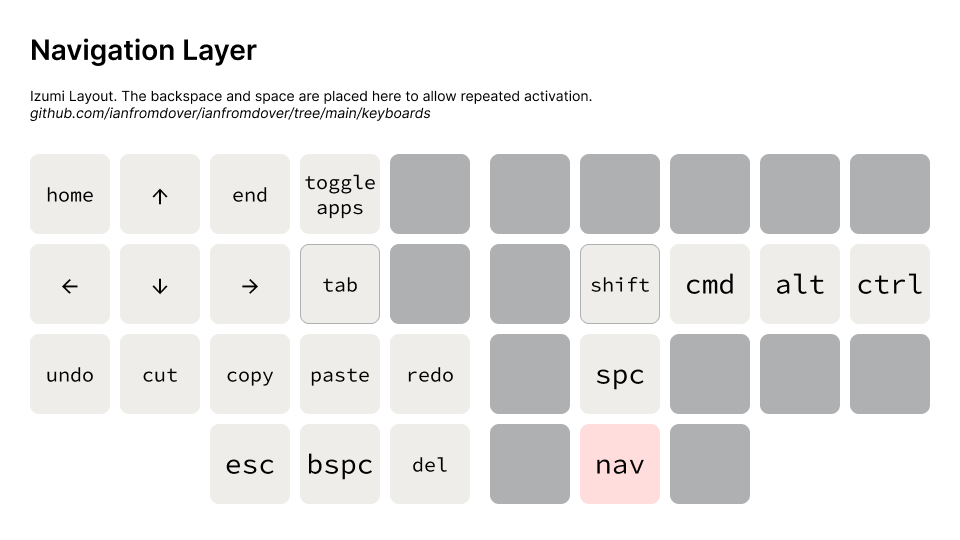 Navigation Layer
Izumi Layout. The backspace and space are placed here to allow repeated activation.
github.com/ianfromdover/ianfromdover/tree/main/keyboards
home ↑ end toggle apps
← ↓ → tab shift cmd alt ctrl
undo cut copy paste redo spc
esc bspc del nav